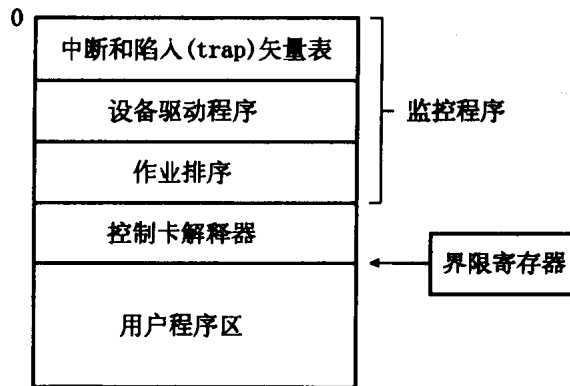 0
中断和陷入(trap)矢量表
设备驱动程序
监控程序
作业排序
控制卡解释器
界限寄存器
用户程序区